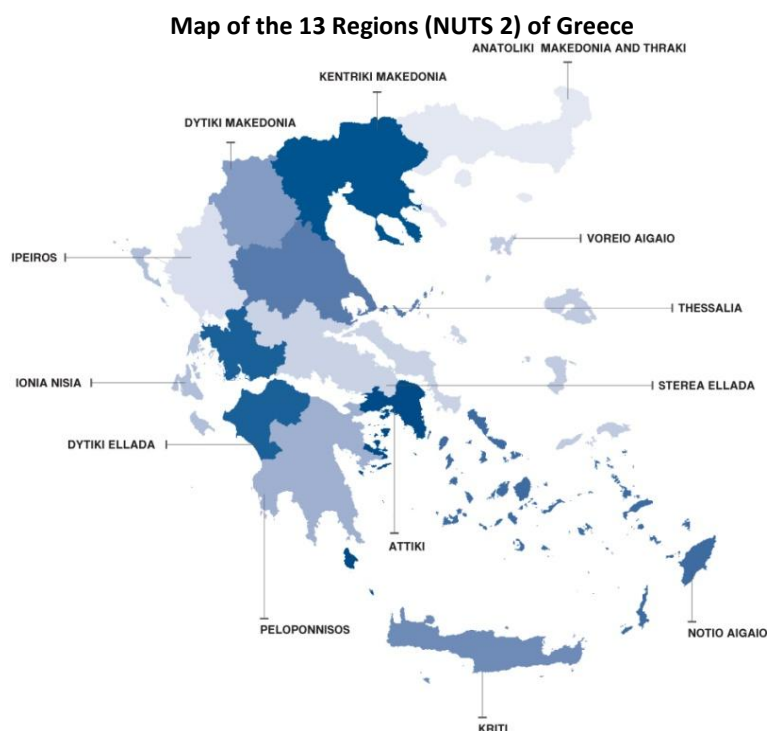 Map of the 13 Regions (NUTS 2) of Greece
ANATOLIKI MAKEDONIA AND THRAKI
KENTRIKI MAKEDONIA
DYTIKI MAKEDONIA
VOREIO AIGAIO
IPEIROS
THESSALIA
IONIA NISIA
STEREA ELLADA
DYTIKI ELLADA
ATTIKI
PELOPONNISOS
NOTIO AIGAIO
KRITI